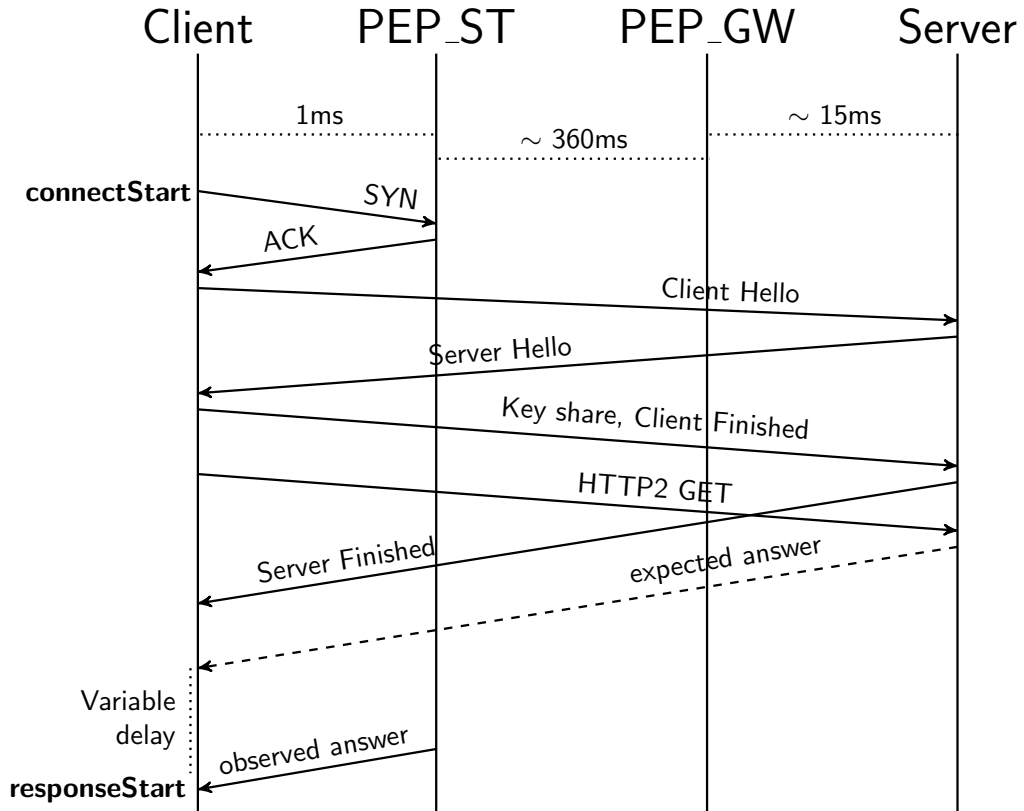 Client PEP_ST PEP_GW Server
1ms
∼ 15ms
∼ 360ms
connectStart
SYN
ACK
Client Hello
Server Hello
Key share, Client Finished
HTTP2 GET
Server Finished
expected answer
Variable
delay
observed answer
responseStart